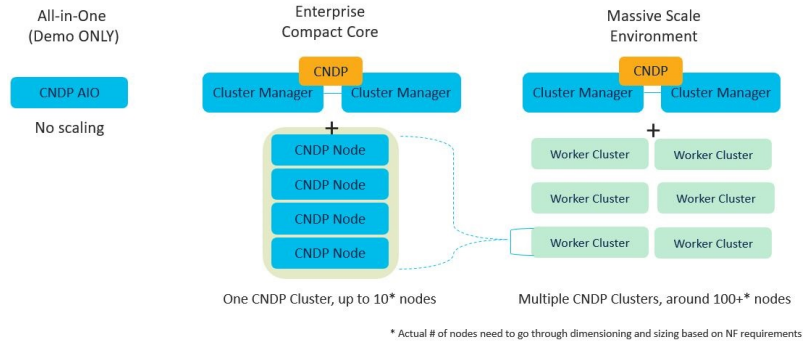 All-in-One
(Demo ONLY)
CNDP AIO
No scaling
Enterprise
Compact Core
CNDP
Cluster Manager Cluster Manager
+
CNDP Node
CNDP Node
CNDP Node
CNDP Node
One CNDP Cluster, up to 10* nodes
Massive Scale
Environment
CNDP
Cluster Manager Cluster Manager
+
Worker Cluster Worker Cluster
Worker Cluster Worker Cluster
Worker Cluster Worker Cluster
Multiple CNDP Clusters, around 100+* nodes
* Actual # of nodes need to go through dimensioning and sizing based on NF requirements